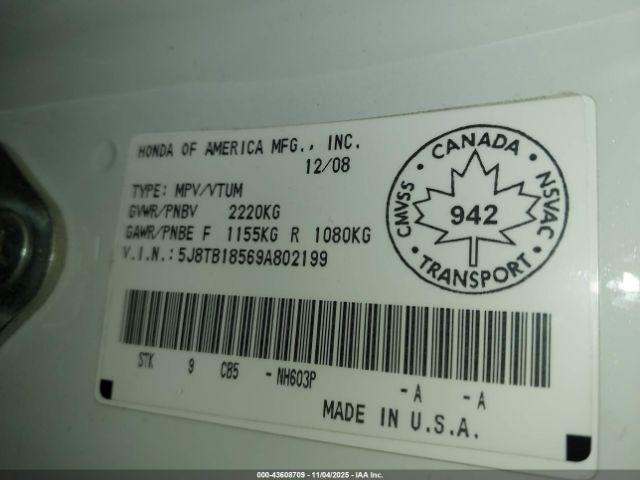 HONDA OF AMERICA MFG., INC.
12/08
TYPE: MPV/VTUM
GVWR/PNBV 2220KG
GAWR/PNBE F 1155KG R 1080KG
V.I.N.: 5J8TB18569A802199
CANADA
CMVSS · 942 · NSVAC
TRANSPORT
STK 9 CB5 -NH603P -A -A
MADE IN U.S.A.
000-43608709 - 11/04/2025 - IAA Inc.